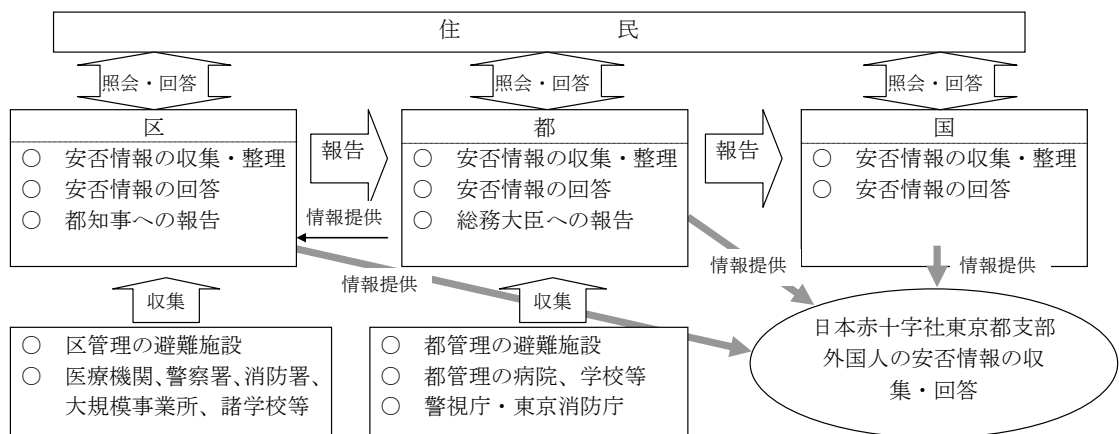 住　　　　　民
照会・回答
照会・回答
照会・回答
区
○　安否情報の収集・整理
○　安否情報の回答
○　都知事への報告
報告
都
○　安否情報の収集・整理
○　安否情報の回答
○　総務大臣への報告
報告
国
○　安否情報の収集・整理
○　安否情報の回答
情報提供
情報提供
情報提供
情報提供
収集
収集
○　区管理の避難施設
○　医療機関、警察署、消防署、
大規模事業所、諸学校等
○　都管理の避難施設
○　都管理の病院、学校等
○　警視庁・東京消防庁
日本赤十字社東京都支部
外国人の安否情報の収
集・回答